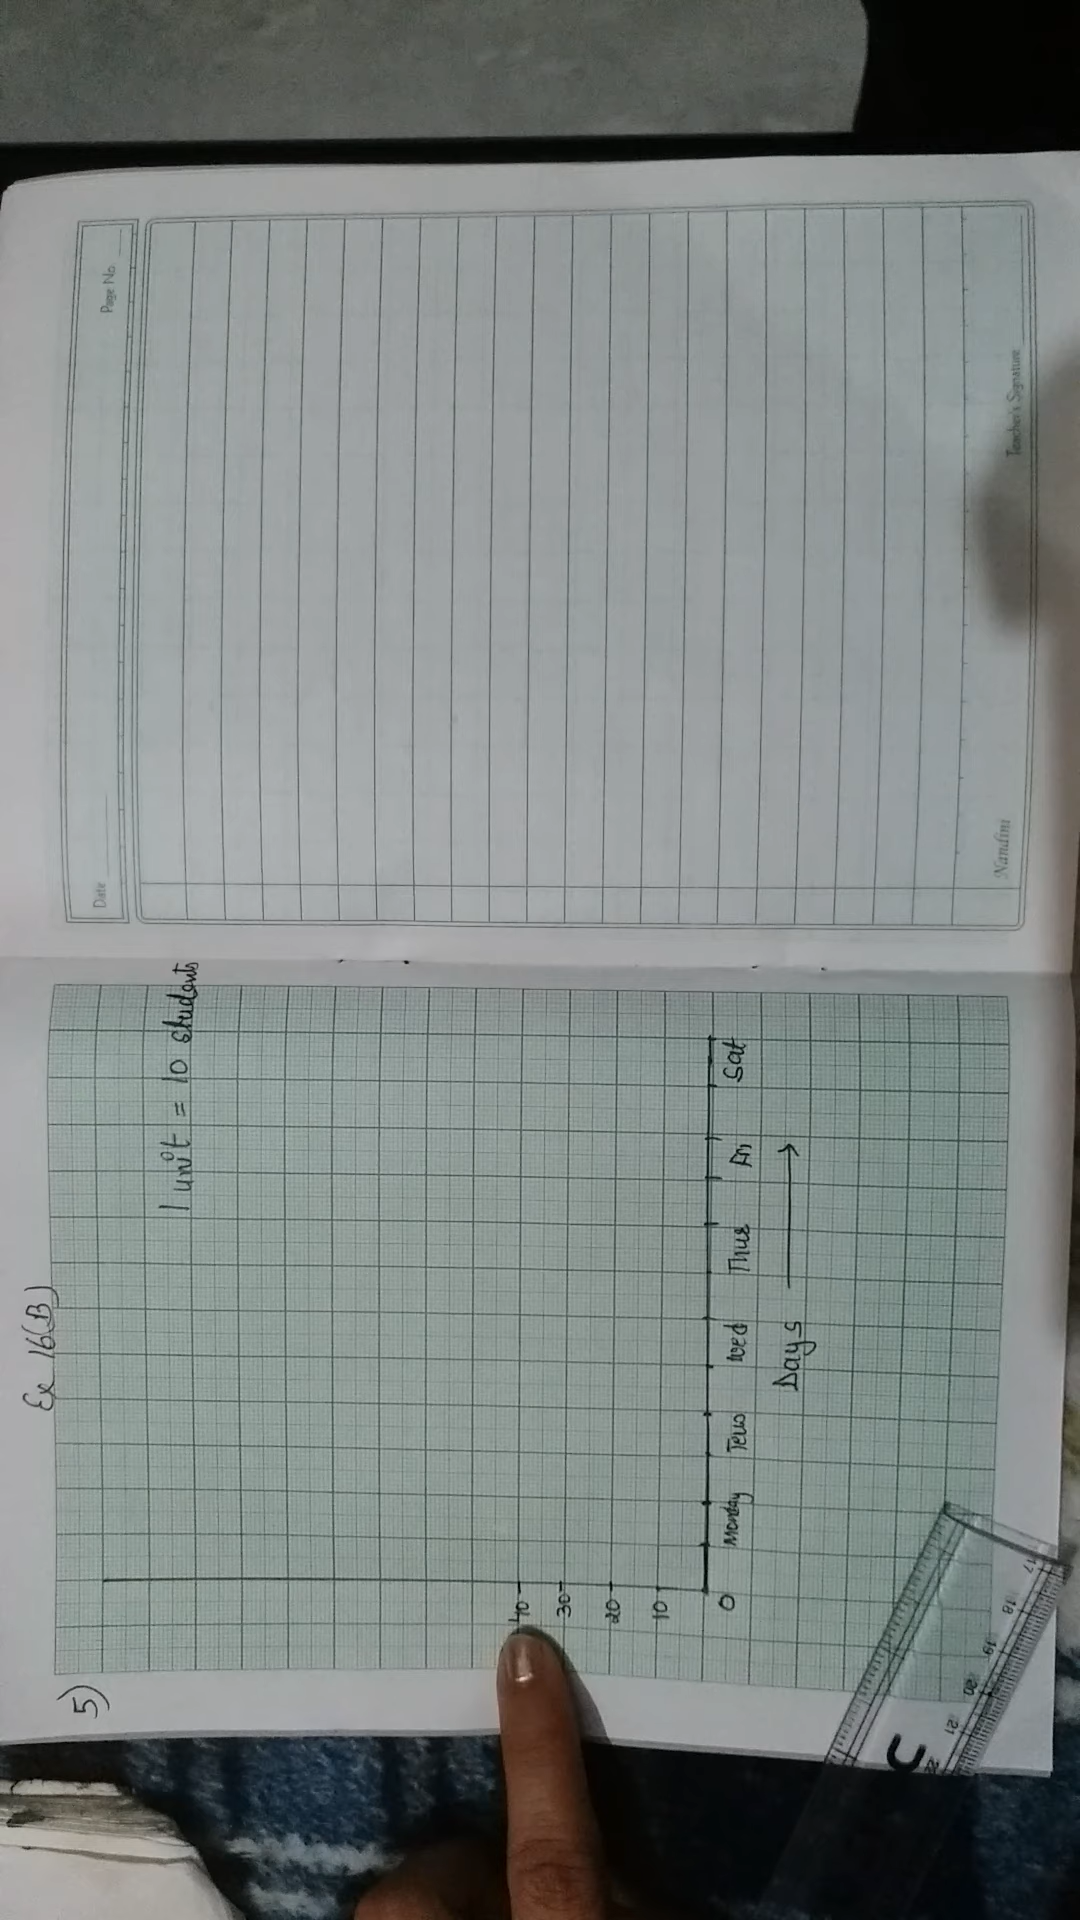 Ex 16(B)
5)
1 unit = 10 students
40
30
20
10
0
Monday Teus Wed Thus Fri Sat
Days
Date
Page No.
Nandini
Teacher's Signature
C
22 21 20 19 18 17